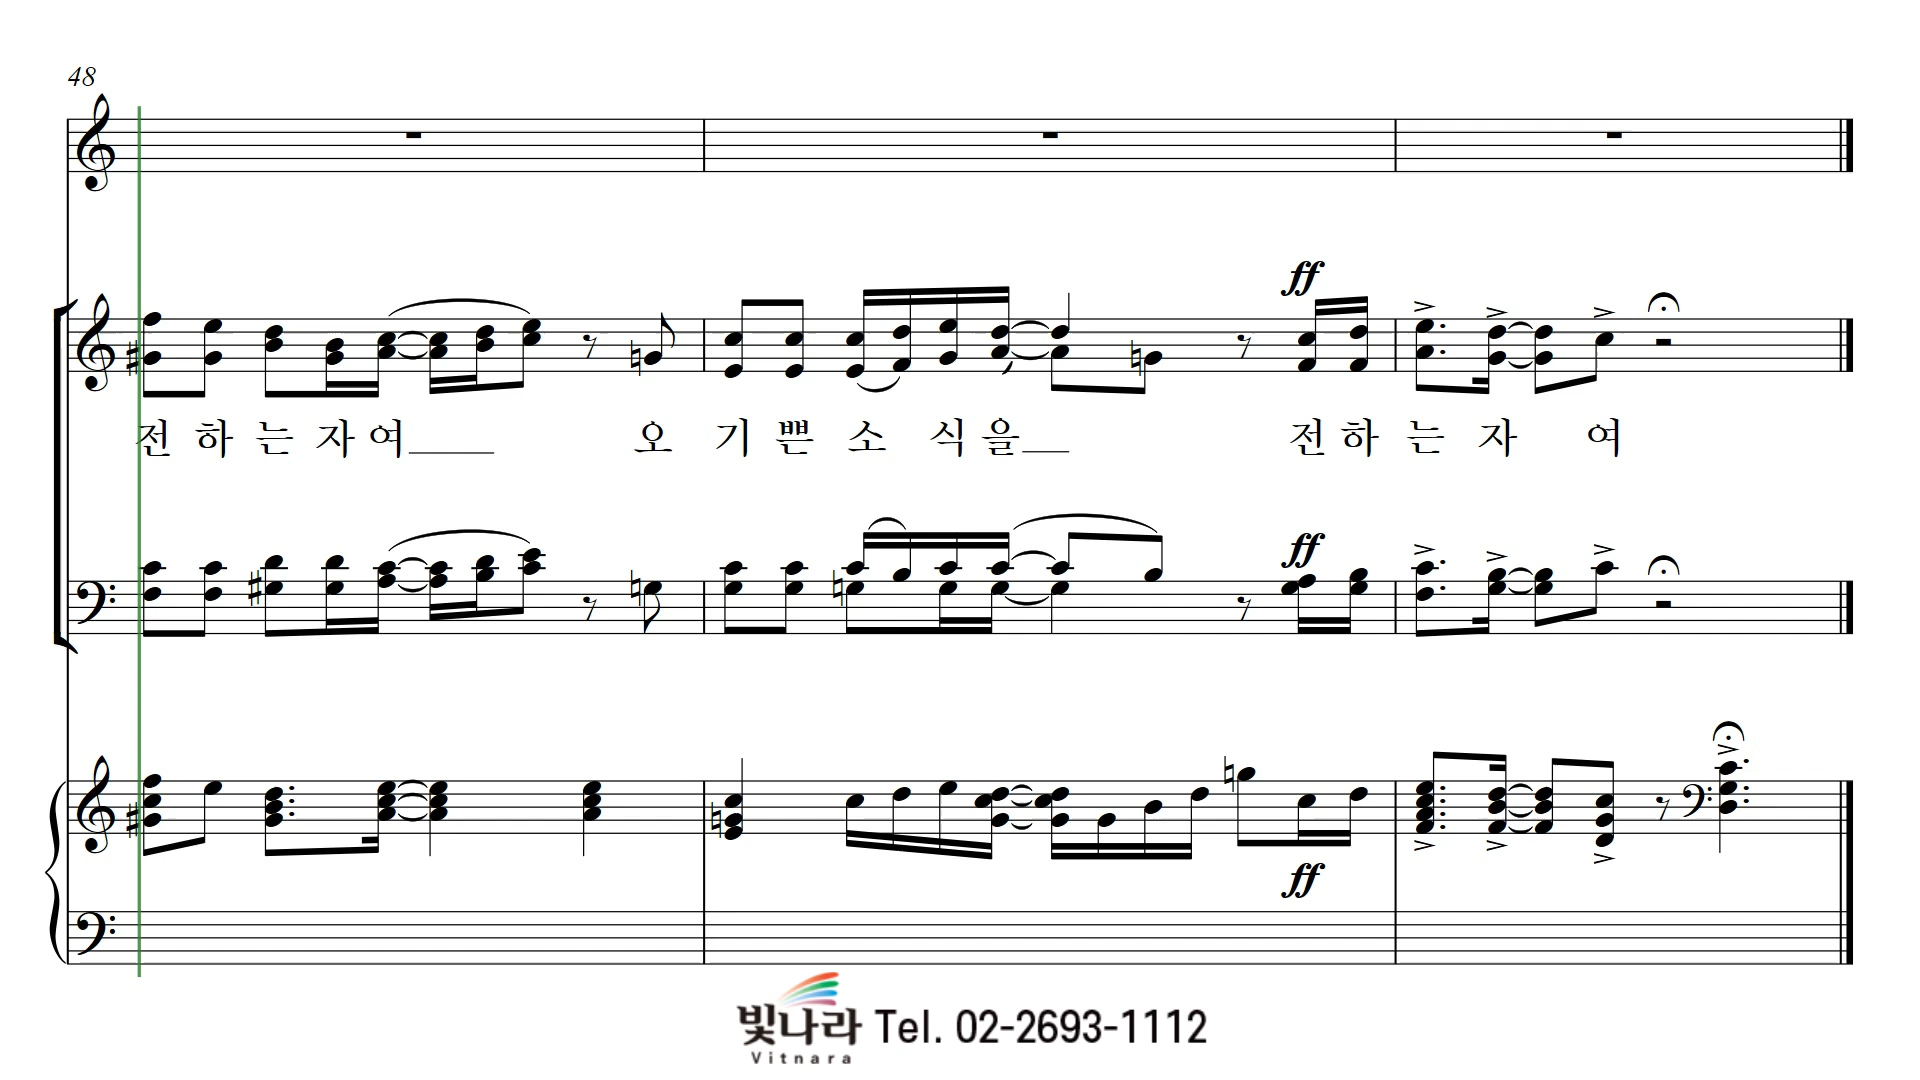 48
ff
전 하 는 자 여 오 기 쁜 소 식 을 전 하 는 자 여
ff
ff
빛나라 Tel. 02-2693-1112
Vitnara